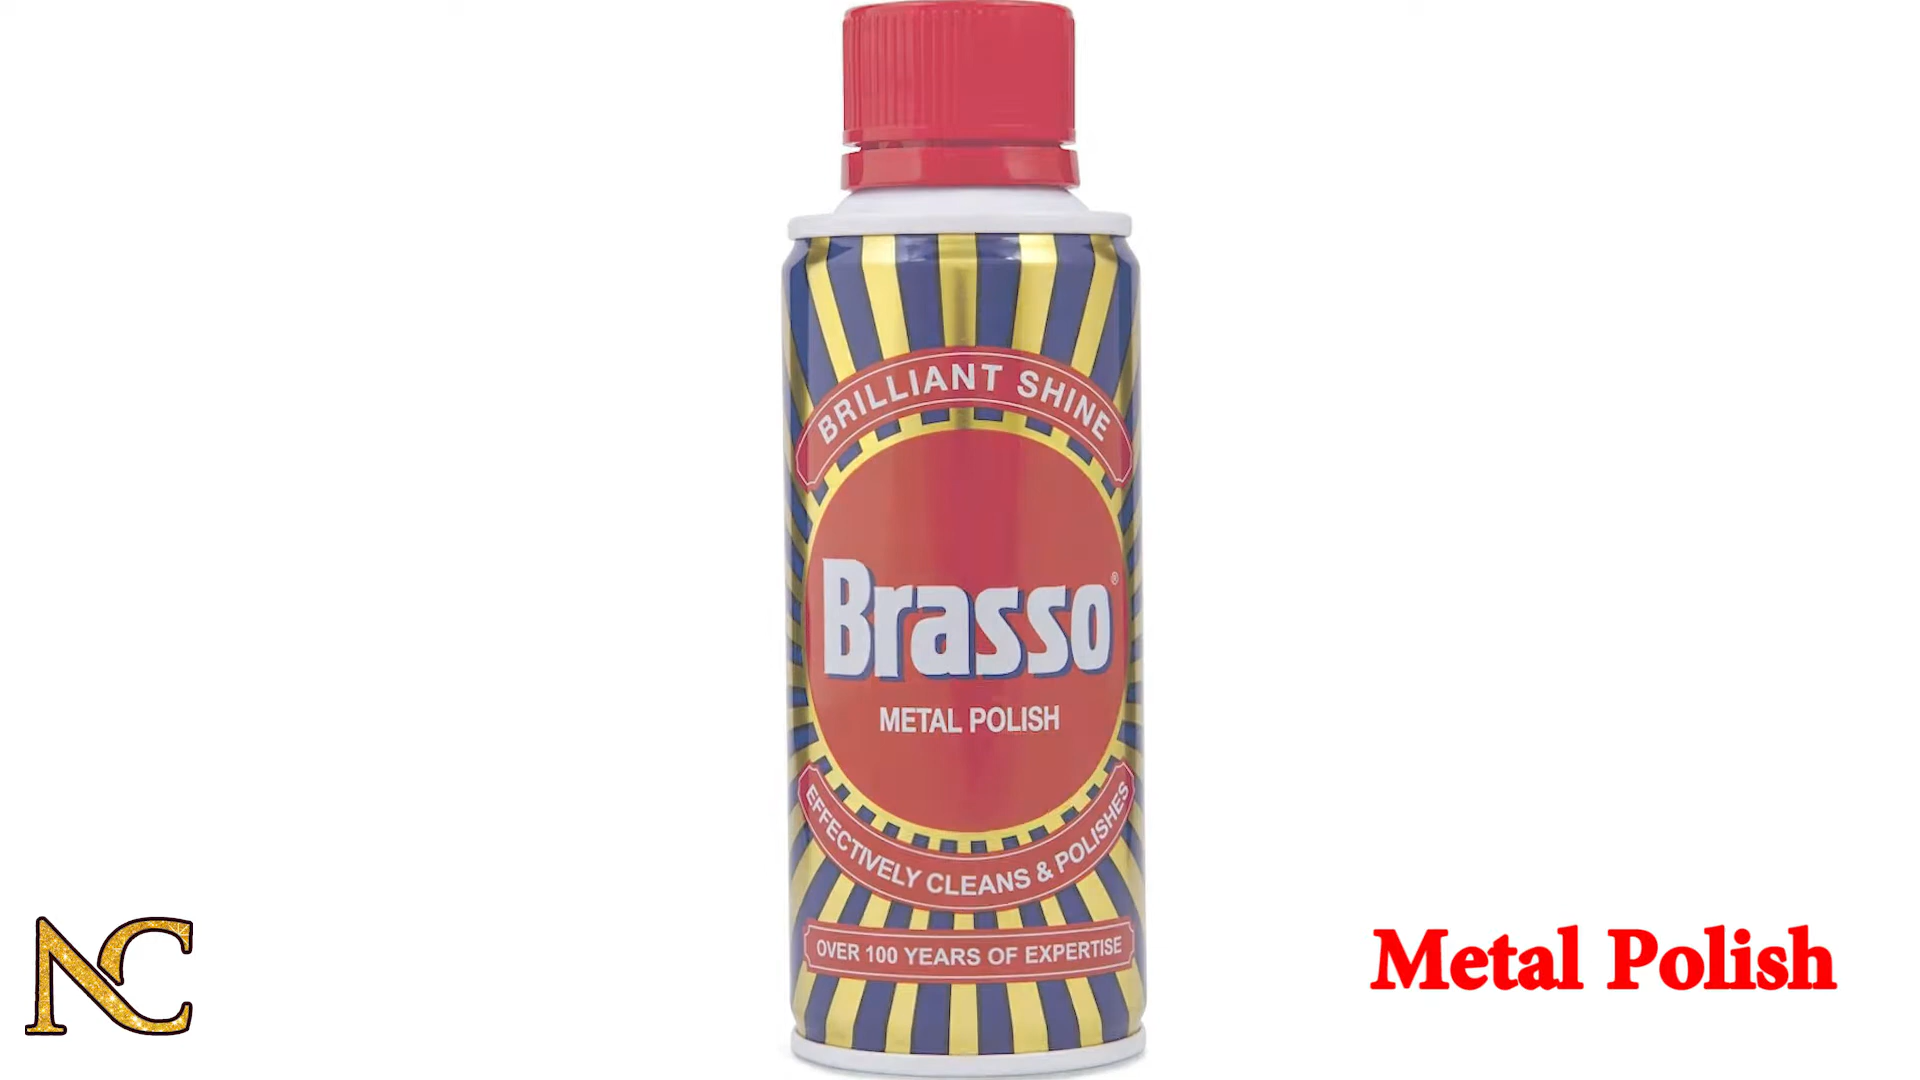 BRILLIANT SHINE
Brasso®
METAL POLISH
EFFECTIVELY CLEANS & POLISHES
OVER 100 YEARS OF EXPERTISE
NC
Metal Polish